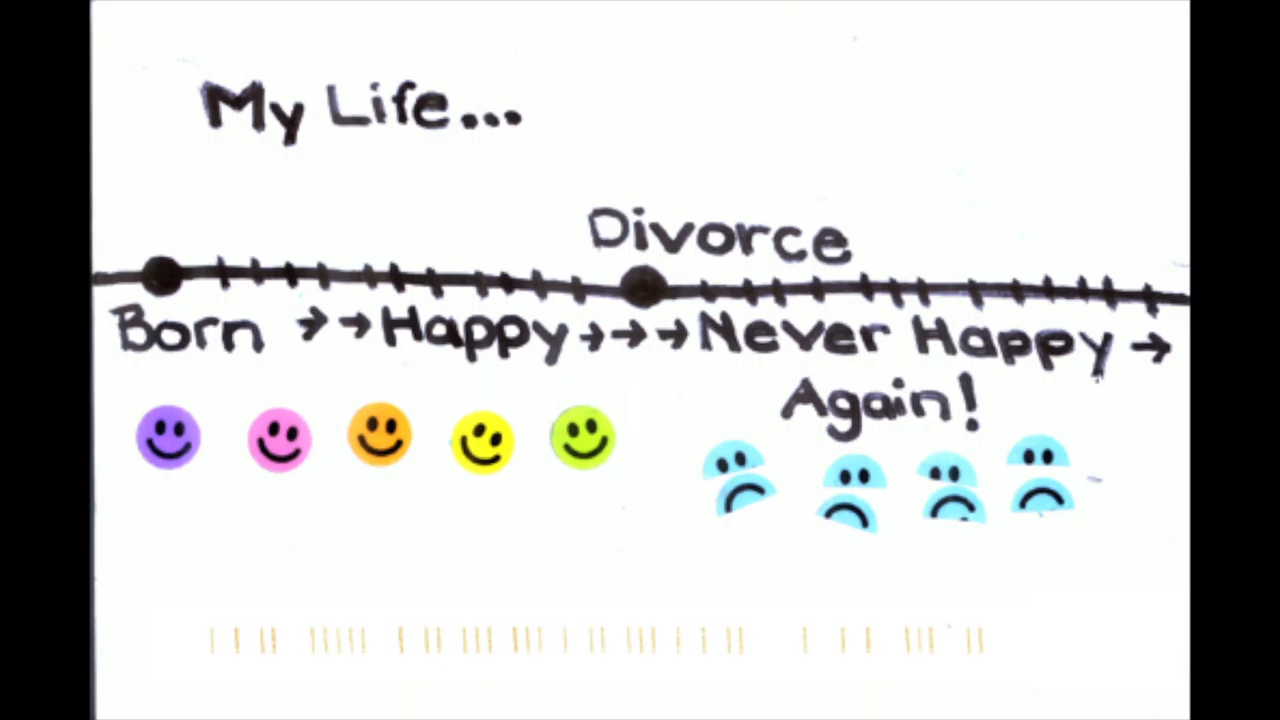 My Life...
Divorce
Born →→ Happy →→→ Never Happy →
Again!